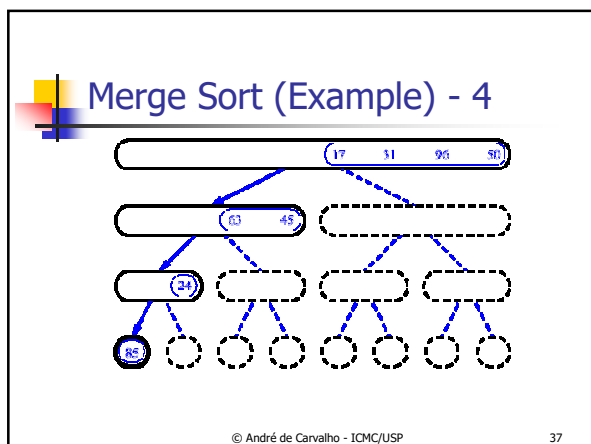 Merge Sort (Example) - 4
17 31 96 50
63 45
24
85
© André de Carvalho - ICMC/USP 37